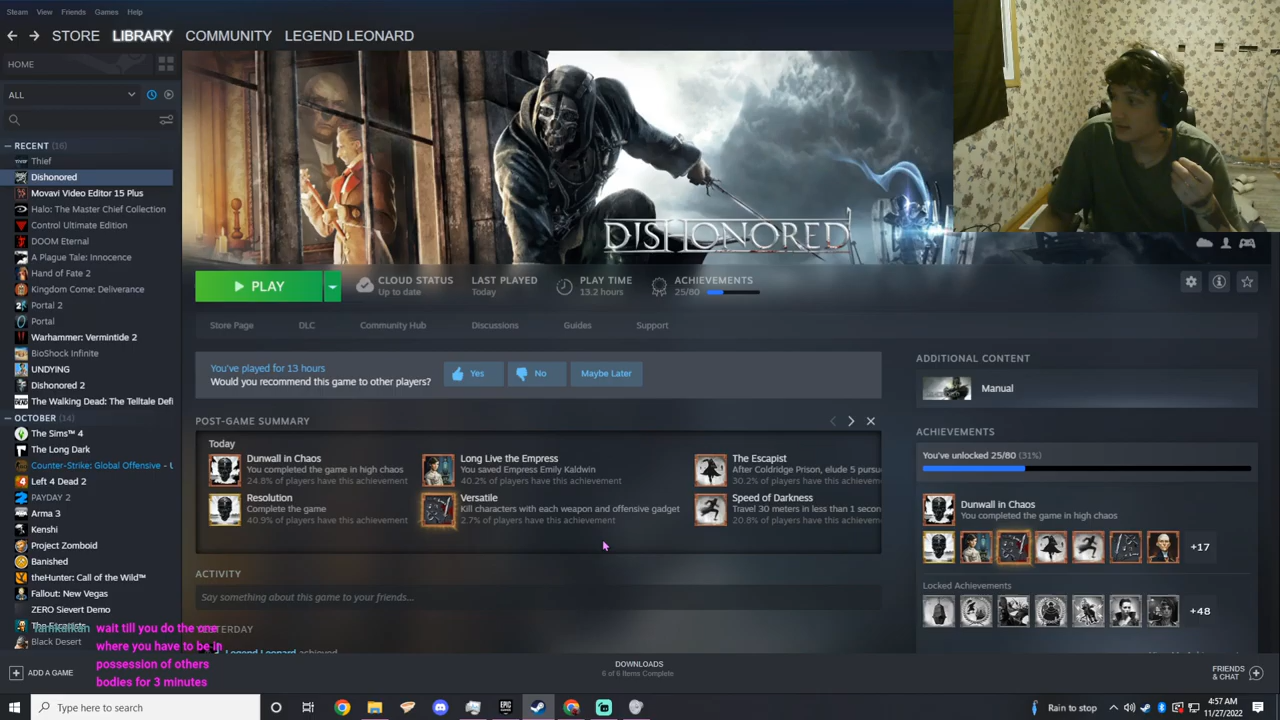 Steam View Friends Games Help
STORE LIBRARY COMMUNITY LEGEND LEONARD
HOME
ALL
RECENT (16)
Thief
Dishonored
Movavi Video Editor 15 Plus
Halo: The Master Chief Collection
Control Ultimate Edition
DOOM Eternal
A Plague Tale: Innocence
Hand of Fate 2
Kingdom Come: Deliverance
Portal 2
Portal
Warhammer: Vermintide 2
BioShock Infinite
UNDYING
Dishonored 2
The Walking Dead: The Telltale Defi
OCTOBER (14)
The Sims™ 4
The Long Dark
Counter-Strike: Global Offensive - U
Left 4 Dead 2
PAYDAY 2
Arma 3
Kenshi
Project Zomboid
Banished
theHunter: Call of the Wild™
Fallout: New Vegas
ZERO Sievert Demo
The Escapists
Black Desert
wait till you do the one
where you have to be in
possession of others
bodies for 3 minutes
ADD A GAME
DISHONORED
PLAY
CLOUD STATUS
Up to date
LAST PLAYED
Today
PLAY TIME
13.2 hours
ACHIEVEMENTS
25/80
Store Page DLC Community Hub Discussions Guides Support
You've played for 13 hours
Would you recommend this game to other players?
Yes No Maybe Later
POST-GAME SUMMARY
Today
Dunwall in Chaos
You completed the game in high chaos
24.8% of players have this achievement
Long Live the Empress
You saved Empress Emily Kaldwin
40.2% of players have this achievement
The Escapist
After Coldridge Prison, elude 5 pursu
30.2% of players have this achievement
Resolution
Complete the game
40.9% of players have this achievement
Versatile
Kill characters with each weapon and offensive gadget
2.7% of players have this achievement
Speed of Darkness
Travel 30 meters in less than 1 secon
20.8% of players have this achievement
ACTIVITY
Say something about this game to your friends...
YESTERDAY
Legend Leonard achieved
ADDITIONAL CONTENT
Manual
ACHIEVEMENTS
You've unlocked 25/80 (31%)
Dunwall in Chaos
You completed the game in high chaos
+17
Locked Achievements
+48
DOWNLOADS
6 of 6 Items Complete
FRIENDS
& CHAT
Type here to search
EPIC
Rain to stop
4:57 AM
11/27/2022